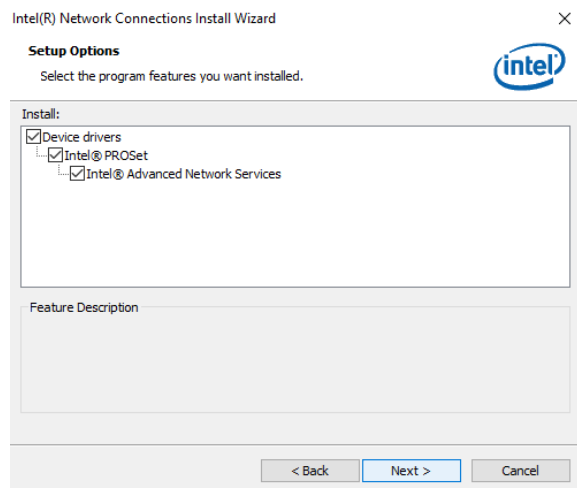 Intel(R) Network Connections Install Wizard
Setup Options
Select the program features you want installed.
intel
Install:
Device drivers
Intel® PROSet
Intel® Advanced Network Services
Feature Description
< Back
Next >
Cancel